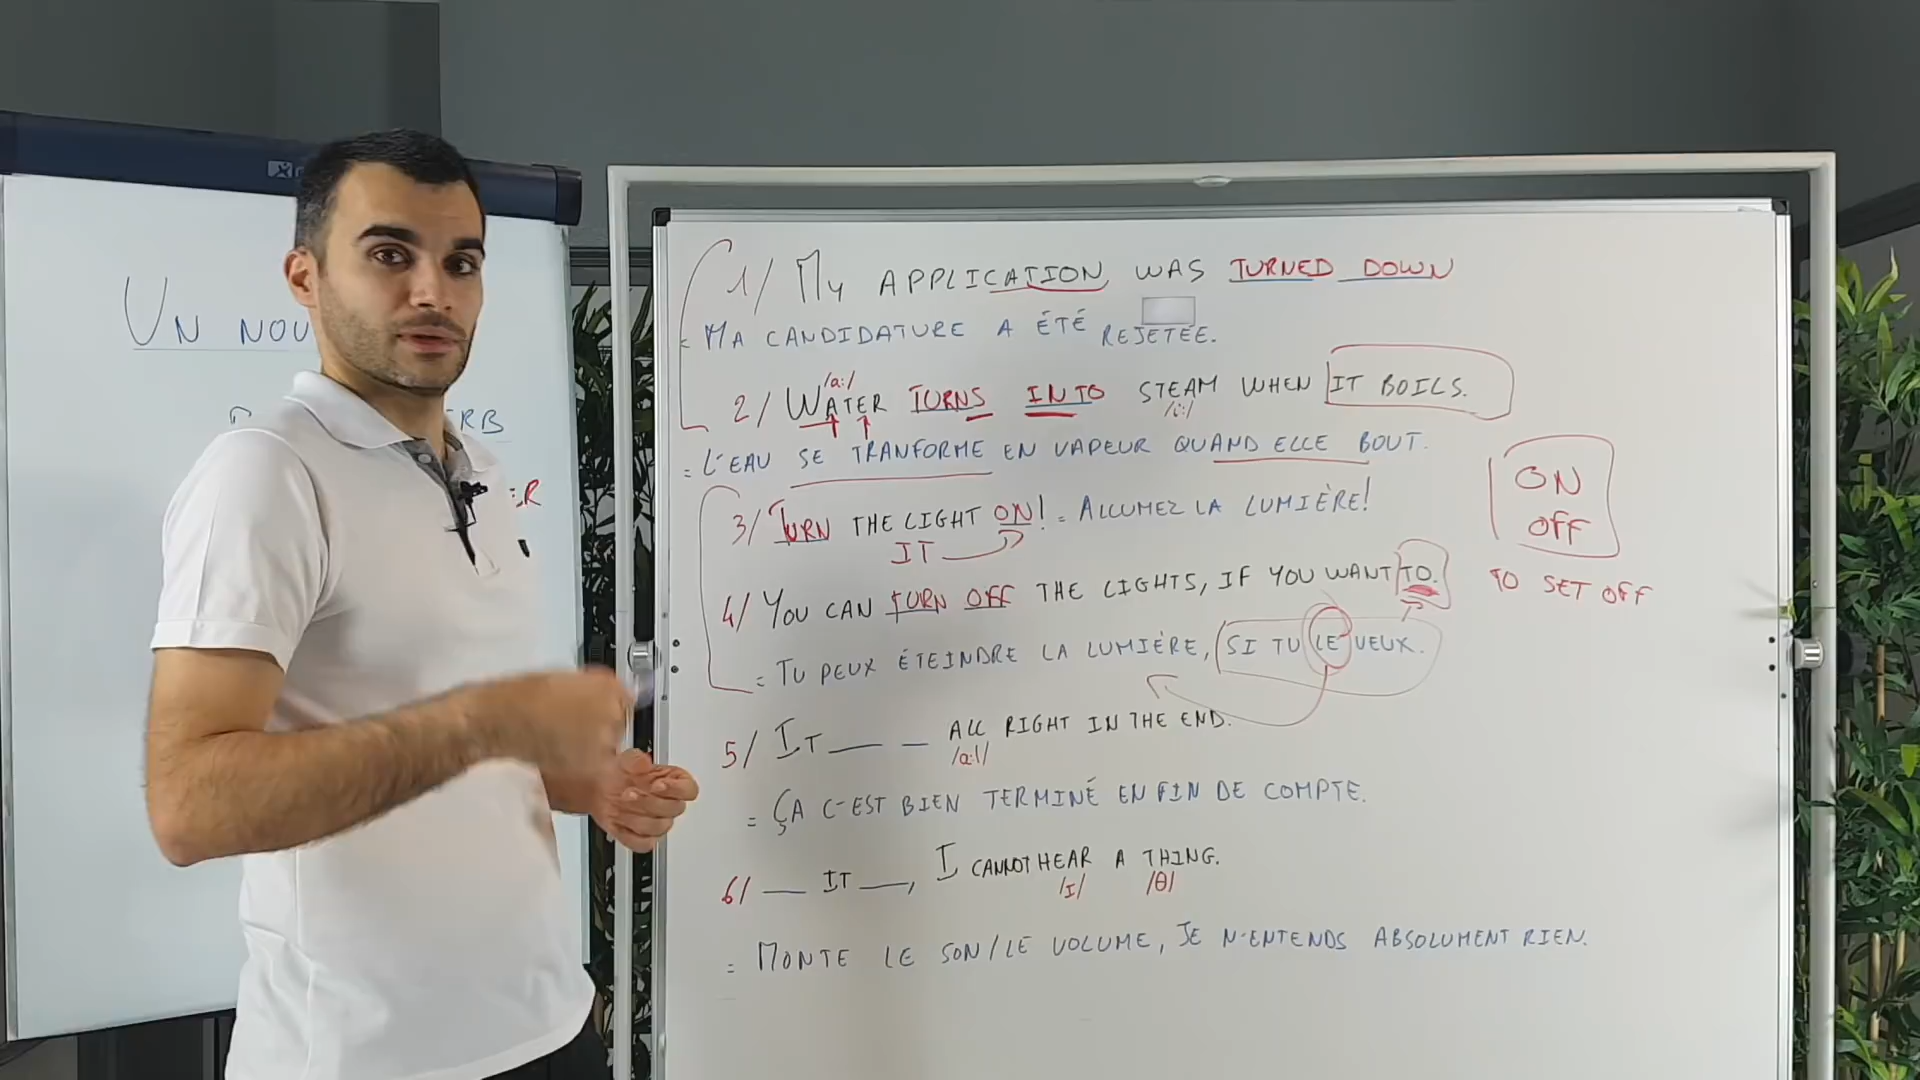 UN NOU
ERB
ER
1/ MY APPLICATION WAS TURNED DOWN
= MA CANDIDATURE A ÉTÉ REJETÉE.
/a:/
2/ WATER TURNS INTO STEAM WHEN IT BOILS.
/i:/
= L'EAU SE TRANFORME EN VAPEUR QUAND ELLE BOUT.
3/ TURN THE LIGHT ON! = ALLUMEZ LA LUMIÈRE!
IT
ON
OFF
4/ YOU CAN TURN OFF THE LIGHTS, IF YOU WANT TO.
TO SET OFF
= TU PEUX ÉTEINDRE LA LUMIÈRE, SI TU LE VEUX.
5/ IT ___ __ ALL RIGHT IN THE END.
/a:l/
= ÇA C'EST BIEN TERMINÉ EN FIN DE COMPTE.
6/ ___ IT ___, I CANNOT HEAR A THING.
/I/ /θ/
= MONTE LE SON/LE VOLUME, JE N'ENTENDS ABSOLUMENT RIEN.